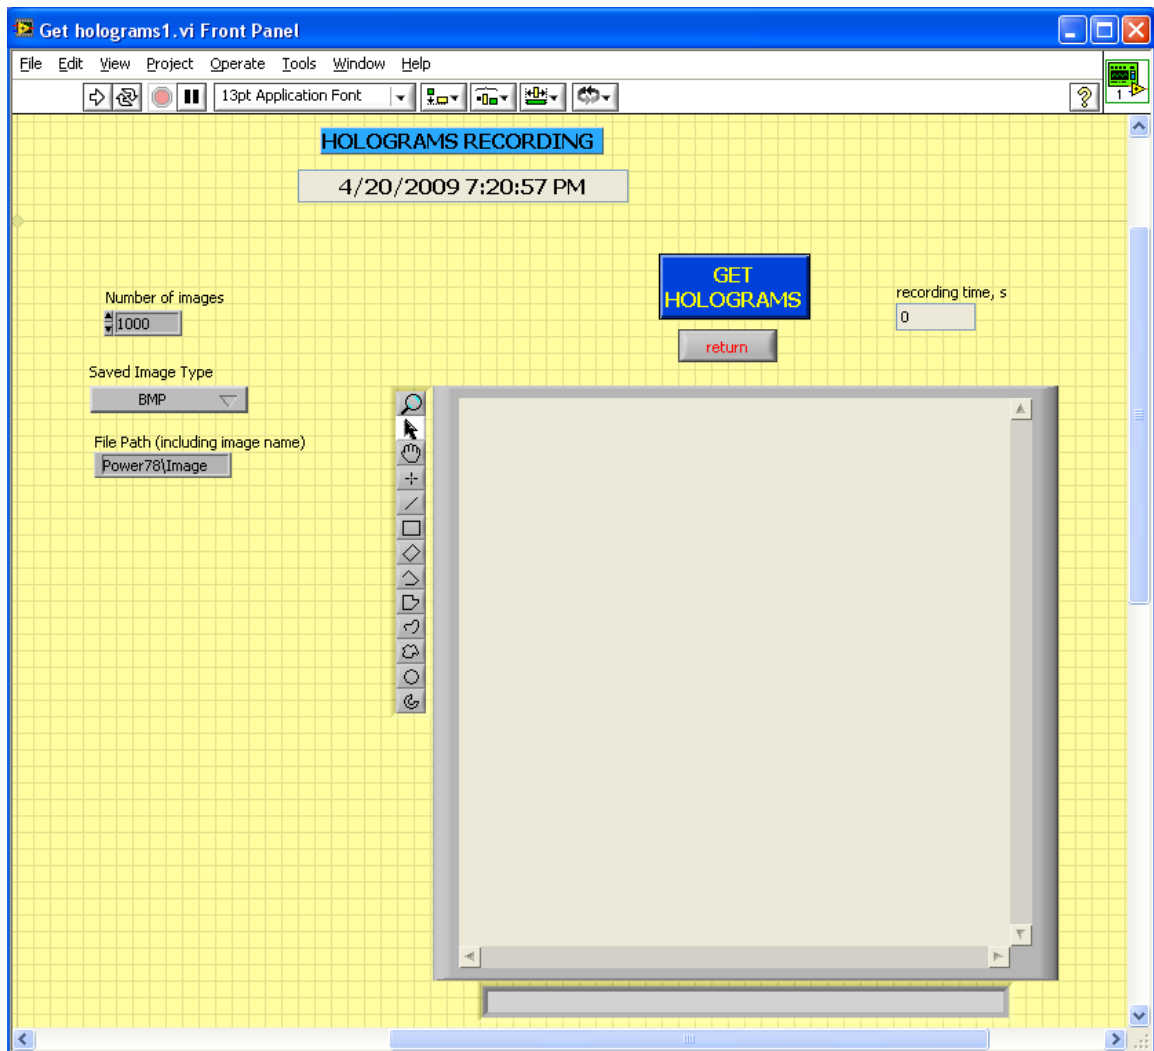 Get holograms1.vi Front Panel
File Edit View Project Operate Tools Window Help
13pt Application Font
1
HOLOGRAMS RECORDING
4/20/2009 7:20:57 PM
GET
HOLOGRAMS
Number of images
1000
recording time, s
0
return
Saved Image Type
BMP
File Path (including image name)
Power78\Image